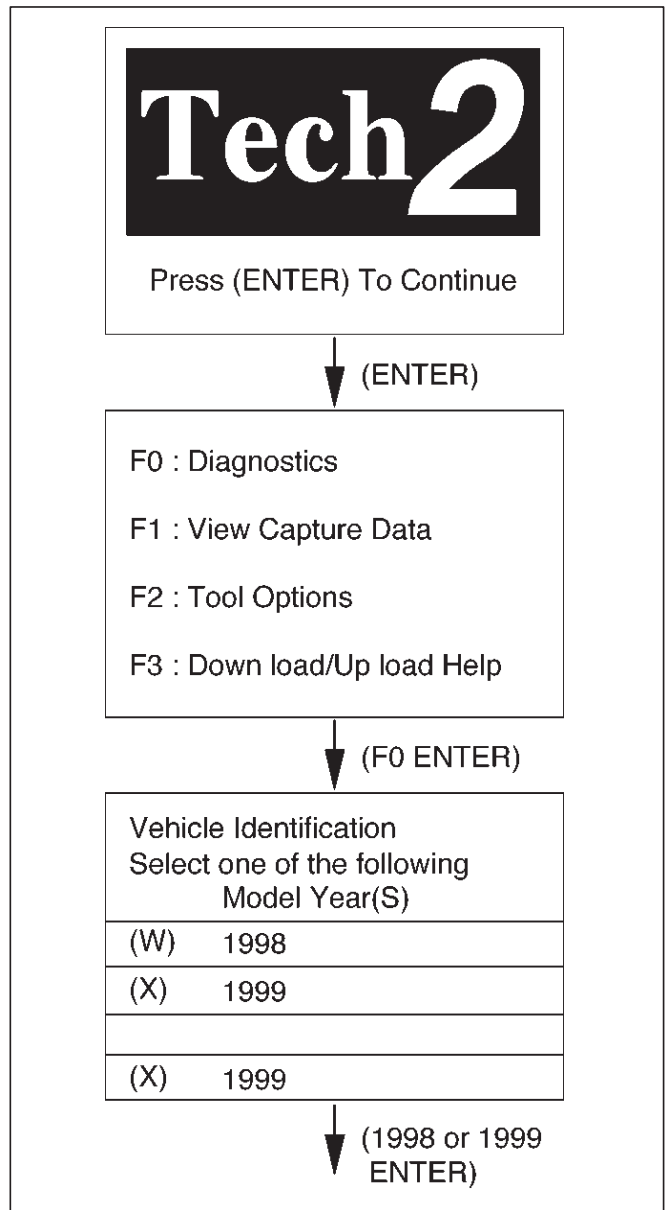 Tech2
Press (ENTER) To Continue
(ENTER)
F0 : Diagnostics
F1 : View Capture Data
F2 : Tool Options
F3 : Down load/Up load Help
(F0 ENTER)
Vehicle Identification
Select one of the following
Model Year(S)
(W) 1998
(X) 1999
(X) 1999
(1998 or 1999
ENTER)